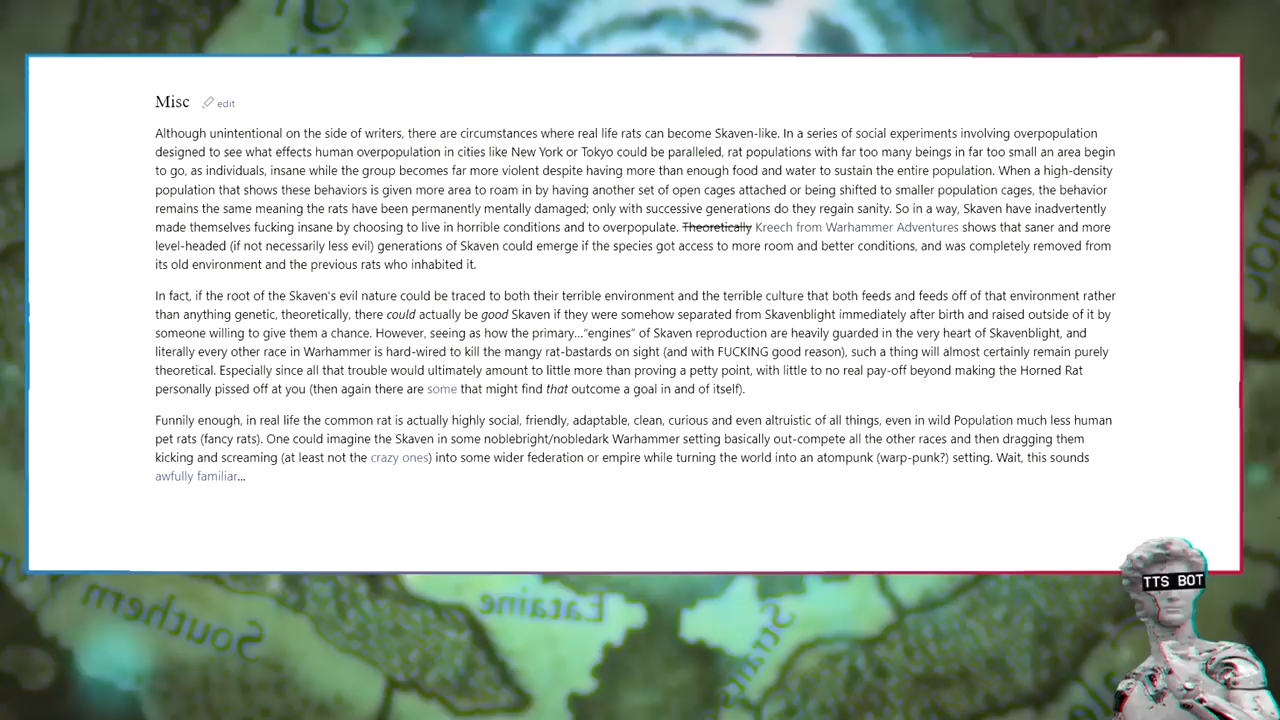 Misc edit
Although unintentional on the side of writers, there are circumstances where real life rats can become Skaven-like. In a series of social experiments involving overpopulation
designed to see what effects human overpopulation in cities like New York or Tokyo could be paralleled, rat populations with far too many beings in far too small an area begin
to go, as individuals, insane while the group becomes far more violent despite having more than enough food and water to sustain the entire population. When a high-density
population that shows these behaviors is given more area to roam in by having another set of open cages attached or being shifted to smaller population cages, the behavior
remains the same meaning the rats have been permanently mentally damaged; only with successive generations do they regain sanity. So in a way, Skaven have inadvertently
made themselves fucking insane by choosing to live in horrible conditions and to overpopulate. Theoretically Kreech from Warhammer Adventures shows that saner and more
level-headed (if not necessarily less evil) generations of Skaven could emerge if the species got access to more room and better conditions, and was completely removed from
its old environment and the previous rats who inhabited it.
In fact, if the root of the Skaven's evil nature could be traced to both their terrible environment and the terrible culture that both feeds and feeds off of that environment rather
than anything genetic, theoretically, there could actually be good Skaven if they were somehow separated from Skavenblight immediately after birth and raised outside of it by
someone willing to give them a chance. However, seeing as how the primary..."engines" of Skaven reproduction are heavily guarded in the very heart of Skavenblight, and
literally every other race in Warhammer is hard-wired to kill the mangy rat-bastards on sight (and with FUCKING good reason), such a thing will almost certainly remain purely
theoretical. Especially since all that trouble would ultimately amount to little more than proving a petty point, with little to no real pay-off beyond making the Horned Rat
personally pissed off at you (then again there are some that might find that outcome a goal in and of itself).
Funnily enough, in real life the common rat is actually highly social, friendly, adaptable, clean, curious and even altruistic of all things, even in wild Population much less human
pet rats (fancy rats). One could imagine the Skaven in some noblebright/nobledark Warhammer setting basically out-compete all the other races and then dragging them
kicking and screaming (at least not the crazy ones) into some wider federation or empire while turning the world into an atompunk (warp-punk?) setting. Wait, this sounds
awfully familiar...
TTS BOT
Southern
Eataine